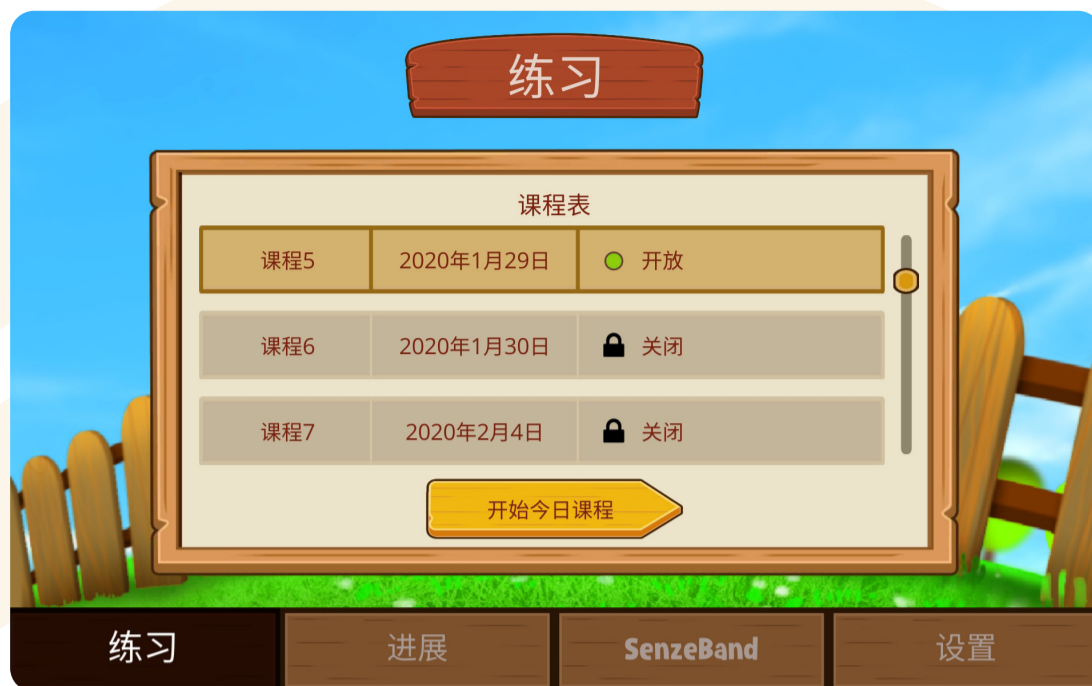 练习
课程表
课程5 2020年1月29日 开放
课程6 2020年1月30日 关闭
课程7 2020年2月4日 关闭
开始今日课程
练习 进展 SenzeBand 设置